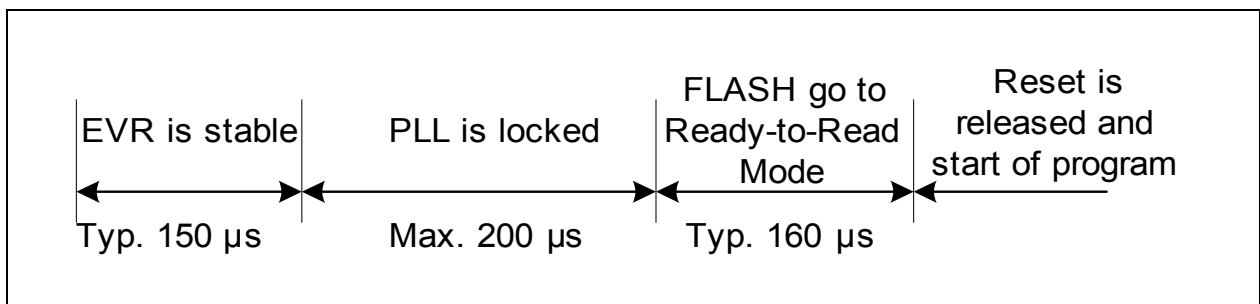 EVR is stable
PLL is locked
FLASH go to
Ready-to-Read
Mode
Reset is
released and
start of program
Typ. 150 µs
Max. 200 µs
Typ. 160 µs